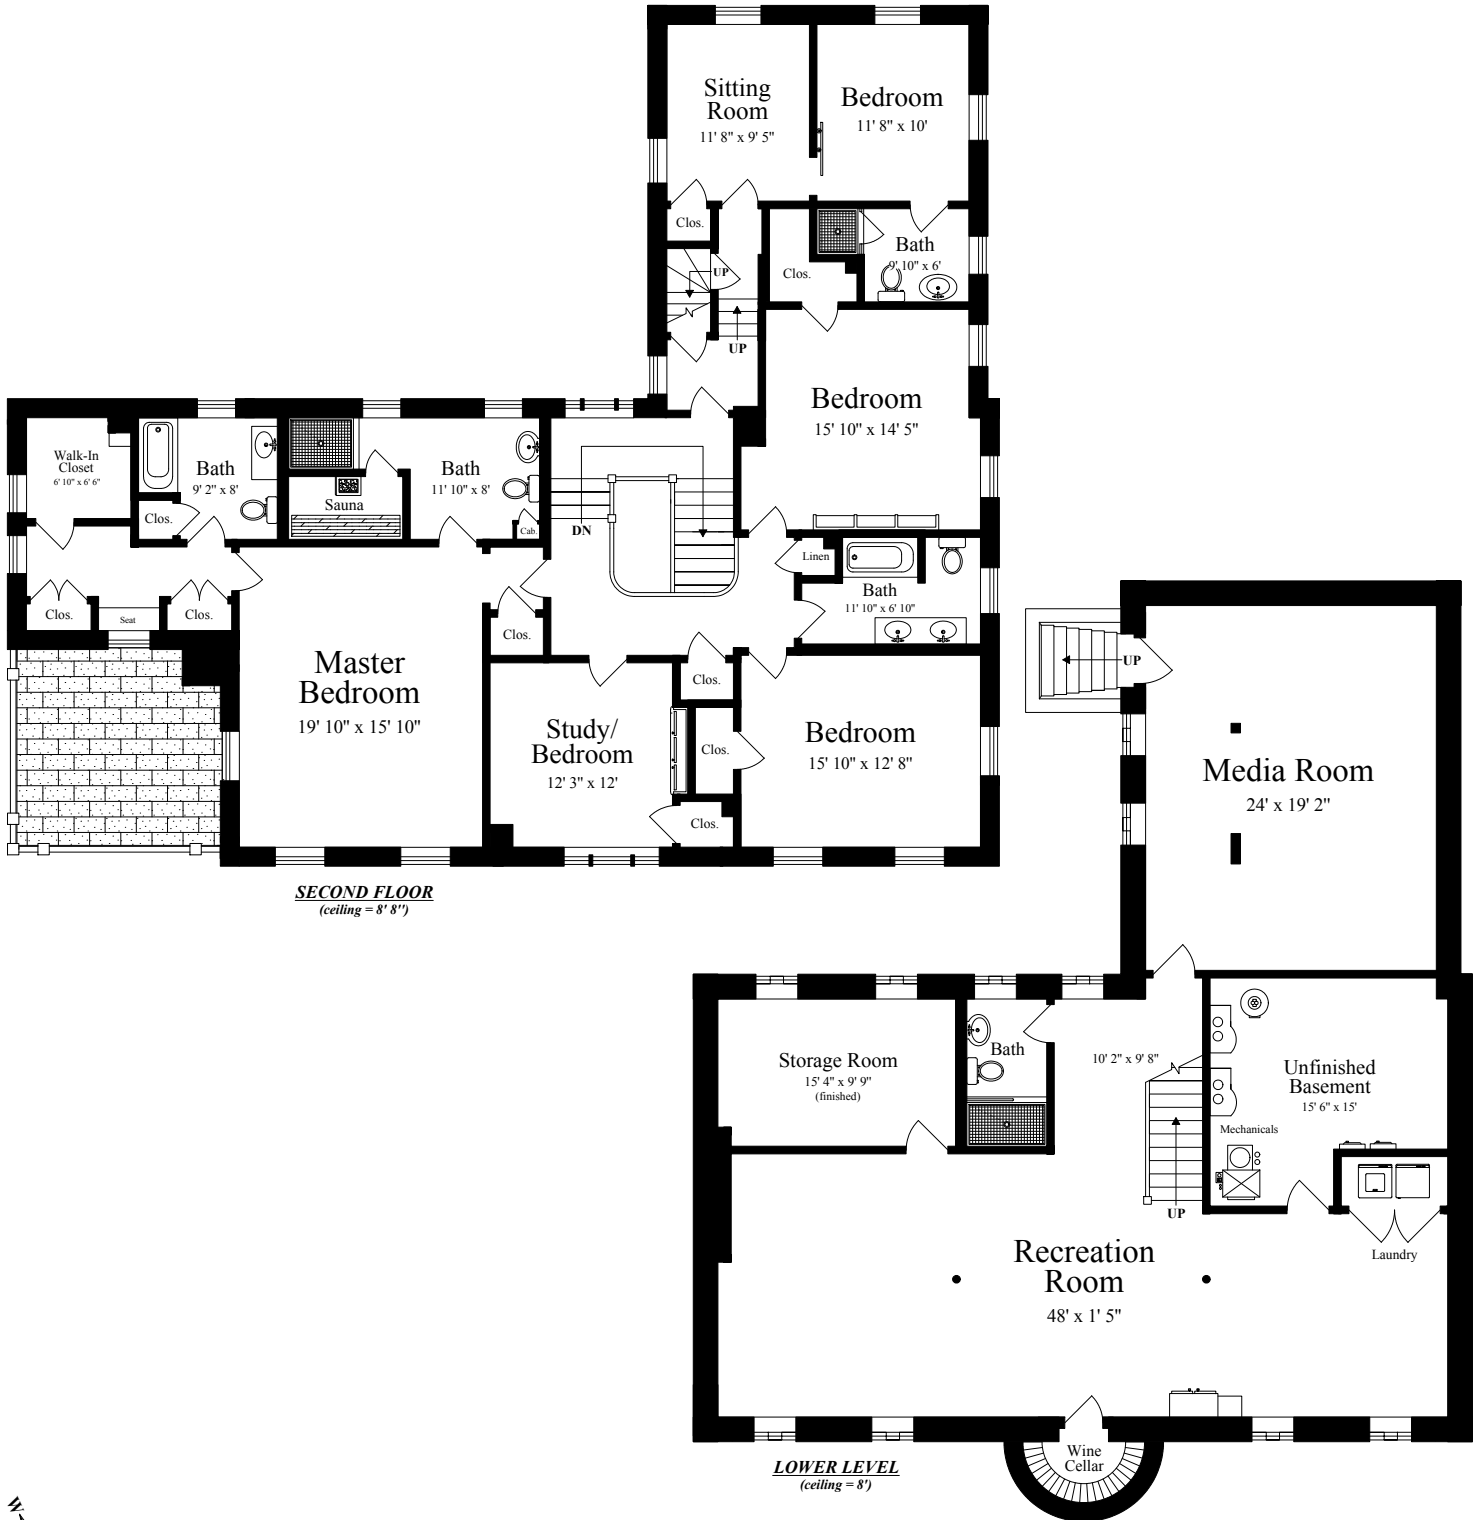 Sitting
Room
11' 8" x 9' 5"
Bedroom
11' 8" x 10'
Clos.
Bath
9' 10" x 6'
Clos.
UP
UP
Bedroom
15' 10" x 14' 5"
Walk-In
Closet
6' 10" x 6' 6"
Bath
9' 2" x 8'
Clos.
Sauna
Bath
11' 10" x 8'
Cab.
DN
Linen
Bath
11' 10" x 6' 10"
Clos.
Seat
Clos.
Clos.
Master
Bedroom
19' 10" x 15' 10"
Study/
Bedroom
12' 3" x 12'
Clos.
Clos.
Clos.
Bedroom
15' 10" x 12' 8"
SECOND FLOOR
(ceiling = 8' 8")
UP
Media Room
24' x 19' 2"
Storage Room
15' 4" x 9' 9"
(finished)
Bath
10' 2" x 9' 8"
UP
Unfinished
Basement
15' 6" x 15'
Mechanicals
Laundry
Recreation
Room
48' x 1' 5"
Wine
Cellar
LOWER LEVEL
(ceiling = 8')